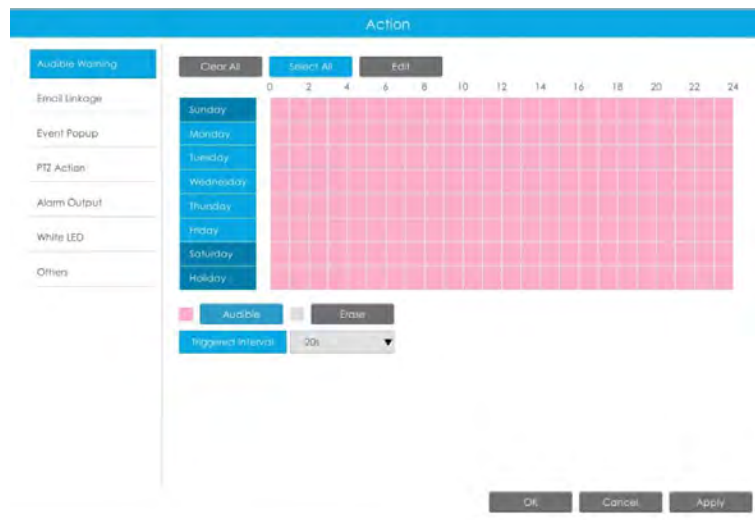 Action
Audible Warning
Email Linkage
Event Popup
PTZ Action
Alarm Output
White LED
Others
Clear All Select All Edit
0 2 4 6 8 10 12 14 16 18 20 22 24
Sunday
Monday
Tuesday
Wednesday
Thursday
Friday
Saturday
Holiday
Audible Erase
Triggered Interval 20s
OK Cancel Apply